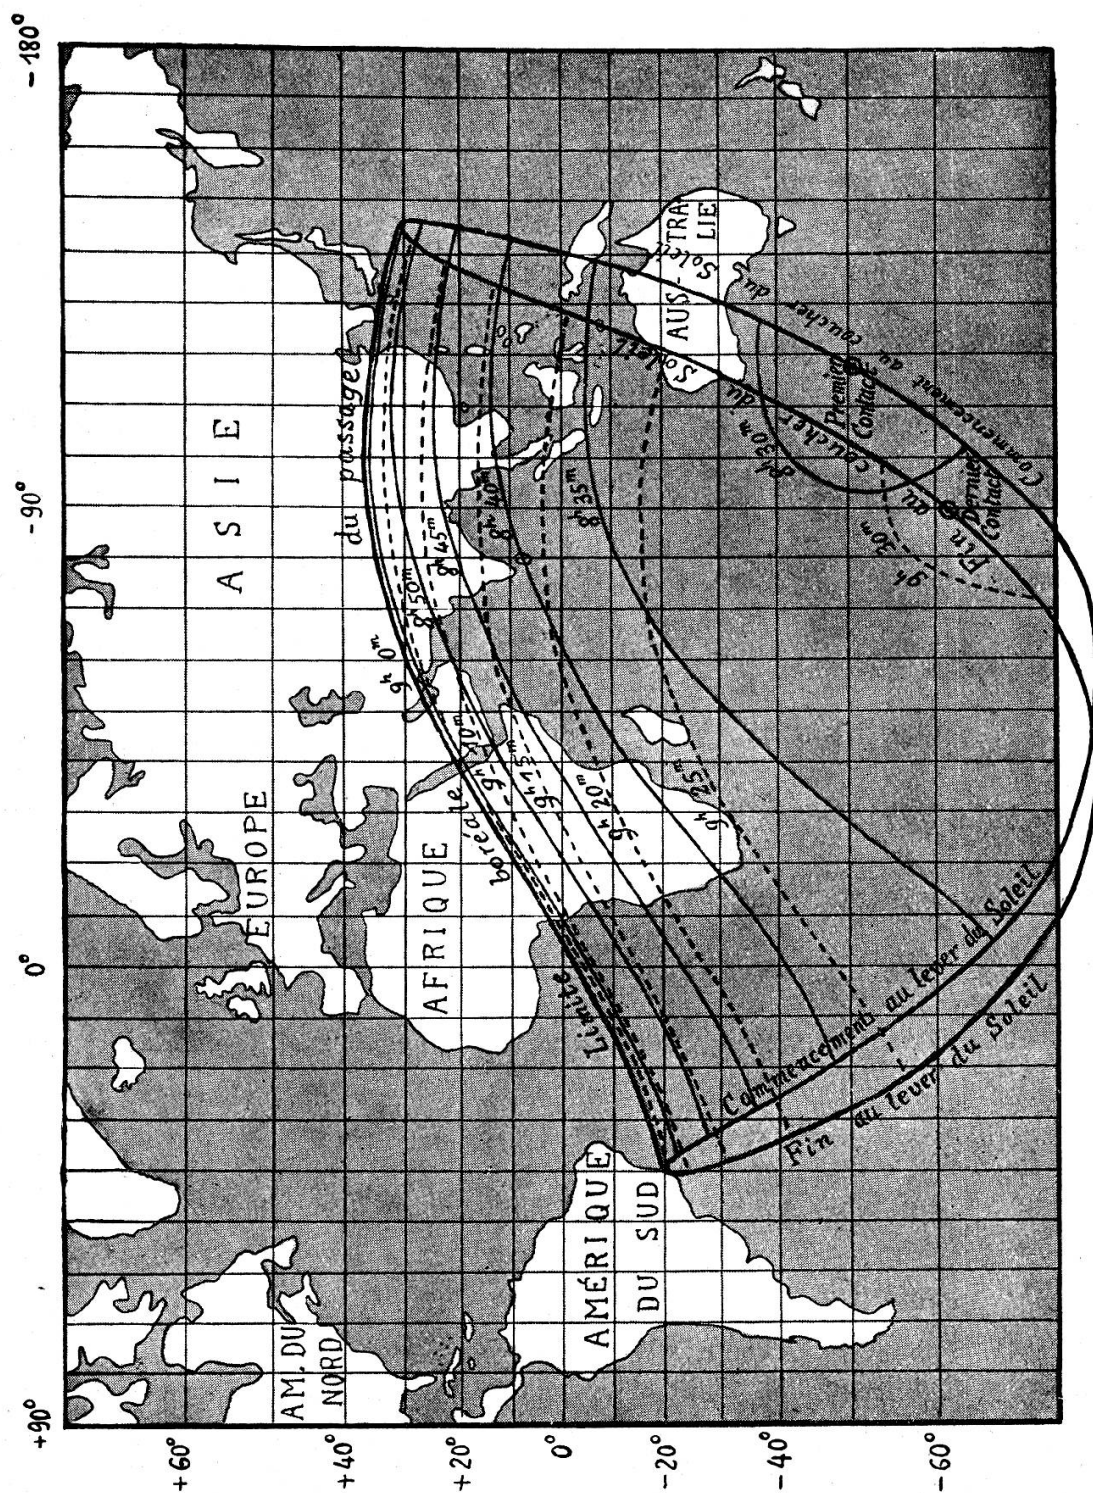 -180°
-90°
0°
+90°
+60°
+40°
+20°
0°
-20°
-40°
-60°
ASIE
EUROPE
AFRIQUE
AUS-TRA
LIE
AM. DU
NORD
AMÉRIQUE
DU SUD
Limite boréale du passage
9h 0m
8h 50m
8h 45m
8h 40m
8h 35m
8h 30m
9h 10m
9h 15m
9h 20m
9h 25m
9h 30m
Premier
Contact
Dernier
Contact
Commencement au coucher du Soleil
Fin au coucher du Soleil
Commencement au lever du Soleil
Fin au lever du Soleil